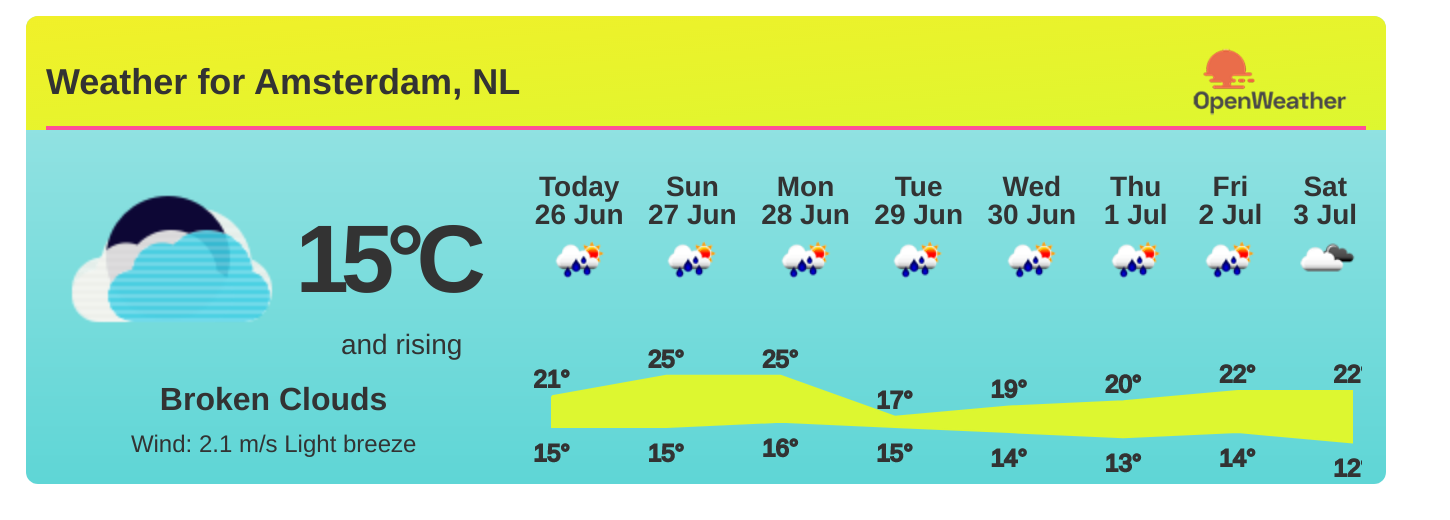 Weather for Amsterdam, NL
OpenWeather
Today Sun Mon Tue Wed Thu Fri Sat
26 Jun 27 Jun 28 Jun 29 Jun 30 Jun 1 Jul 2 Jul 3 Jul
15°C
and rising
Broken Clouds
Wind: 2.1 m/s Light breeze
21° 25° 25° 17° 19° 20° 22° 22°
15° 15° 16° 15° 14° 13° 14° 12°